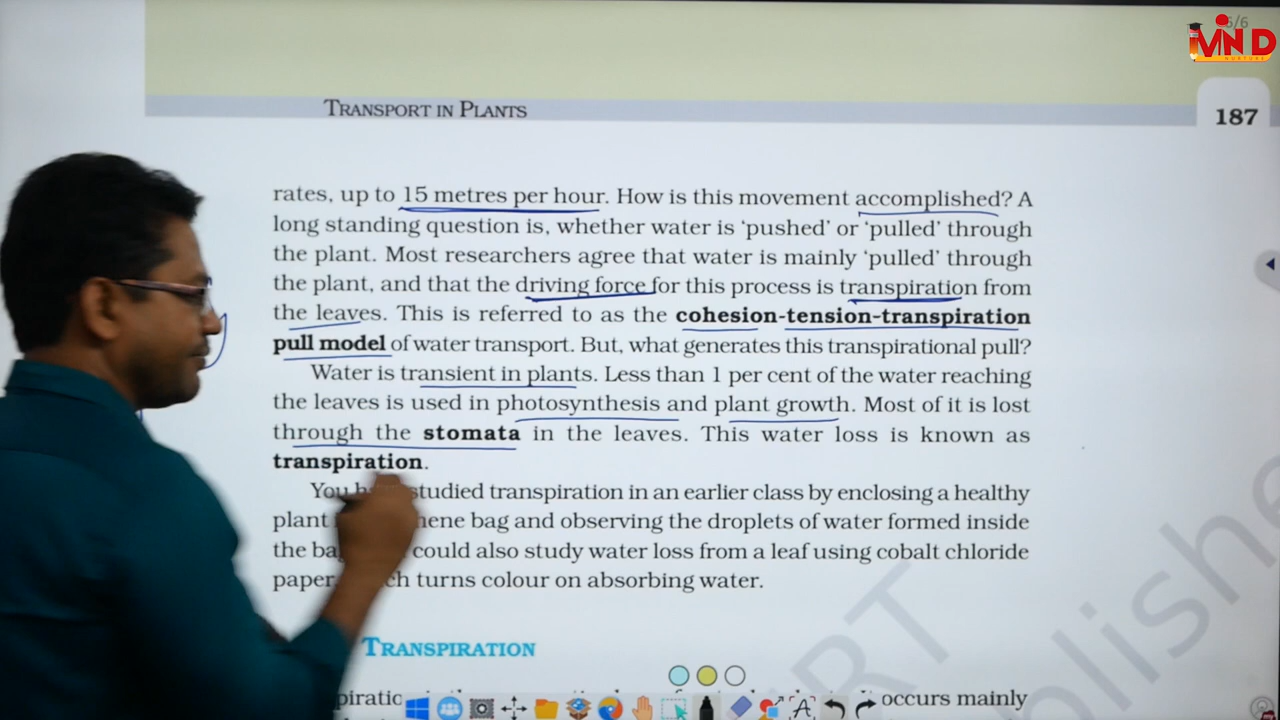 5/6
MIND
NURTURE
TRANSPORT IN PLANTS
187
rates, up to 15 metres per hour. How is this movement accomplished? A
long standing question is, whether water is ‘pushed’ or ‘pulled’ through
the plant. Most researchers agree that water is mainly ‘pulled’ through
the plant, and that the driving force for this process is transpiration from
the leaves. This is referred to as the cohesion-tension-transpiration
pull model of water transport. But, what generates this transpirational pull?
Water is transient in plants. Less than 1 per cent of the water reaching
the leaves is used in photosynthesis and plant growth. Most of it is lost
through the stomata in the leaves. This water loss is known as
transpiration.
You studied transpiration in an earlier class by enclosing a healthy
plant bag and observing the droplets of water formed inside
the could also study water loss from a leaf using cobalt chloride
paper turns colour on absorbing water.
TRANSPIRATION
occurs mainly